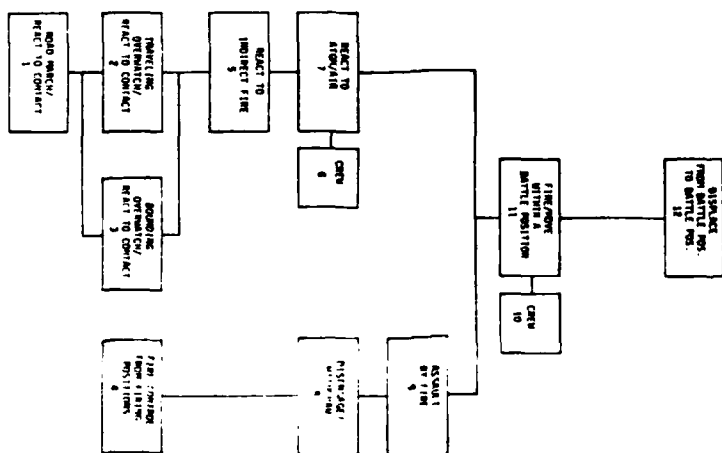 ROAD MARCH/
REACT TO
CONTACT
1
TRAVELING
OVERWATCH/
REACT TO CONTACT
2
BOUNDING
OVERWATCH/
REACT TO CONTACT
3
FROM FIRING
POSITIONS
4
REACT TO
INDIRECT FIRE
5
REACT TO
ATGM/AIR
7
CREW
6
DISENGAGE/
ASSAULT
BY FIRE
9
FIRE/MOVE
WITHIN A
BATTLE POSITION
11
CREW
10
DISPLACE
FROM BATTLE POS.
TO BATTLE POS.
12